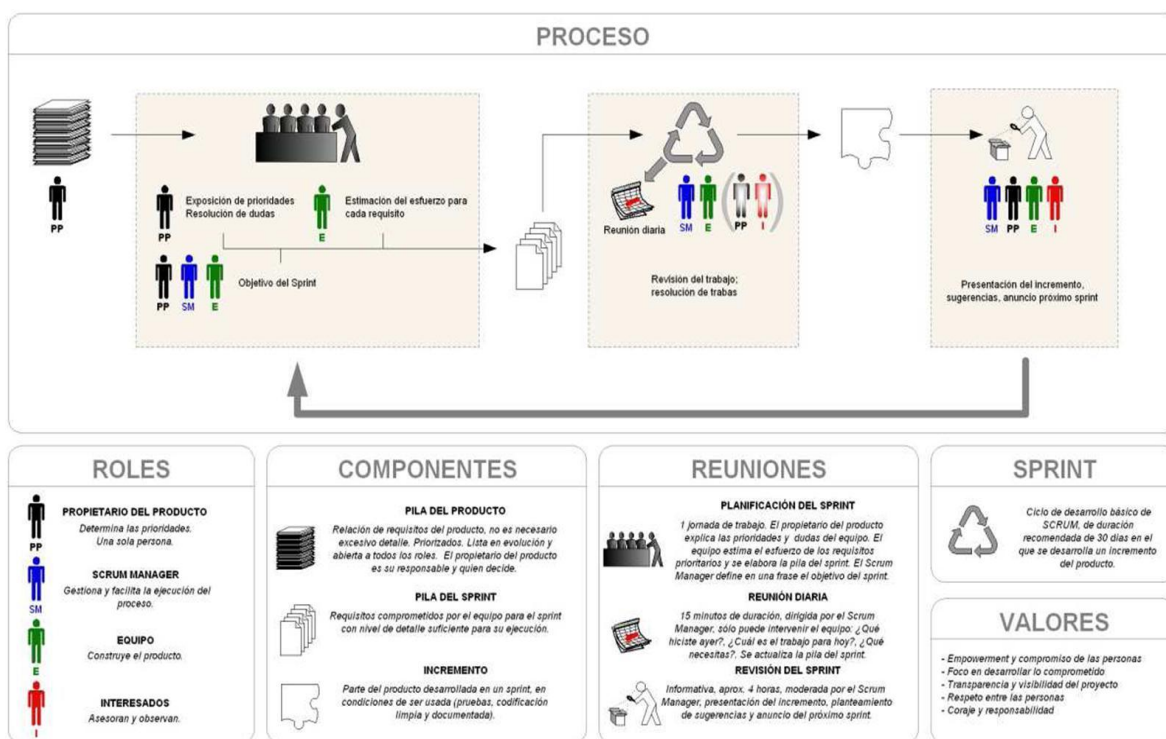 PROCESO
PP
PP
Exposición de prioridades
Resolución de dudas
E
Estimación del esfuerzo para
cada requisito
PP SM E
Objetivo del Sprint
Reunión diaria
SM E (PP I)
Revisión del trabajo;
resolución de trabas
SM PP E I
Presentación del incremento,
sugerencias, anuncio próximo sprint
ROLES
PROPIETARIO DEL PRODUCTO
Determina las prioridades.
Una sola persona.
PP
SCRUM MANAGER
Gestiona y facilita la ejecución del
proceso.
SM
EQUIPO
Construye el producto.
E
INTERESADOS
Asesoran y observan.
I
COMPONENTES
PILA DEL PRODUCTO
Relación de requisitos del producto, no es necesario
excesivo detalle. Priorizados. Lista en evolución y
abierta a todos los roles. El propietario del producto
es su responsable y quien decide.
PILA DEL SPRINT
Requisitos comprometidos por el equipo para el sprint
con nivel de detalle suficiente para su ejecución.
INCREMENTO
Parte del producto desarrollada en un sprint, en
condiciones de ser usada (pruebas, codificación
limpia y documentada).
REUNIONES
PLANIFICACIÓN DEL SPRINT
1 jornada de trabajo. El propietario del producto
explica las prioridades y dudas del equipo. El
equipo estima el esfuerzo de los requisitos
prioritarios y se elabora la pila del sprint. El Scrum
Manager define en una frase el objetivo del sprint.
REUNIÓN DIARIA
15 minutos de duración, dirigida por el Scrum
Manager, sólo puede intervenir el equipo: ¿Qué
hiciste ayer?, ¿Cuál es el trabajo para hoy?, ¿Qué
necesitas?. Se actualiza la pila del sprint.
REVISIÓN DEL SPRINT
Informativa, aprox. 4 horas, moderada por el Scrum
Manager, presentación del incremento, planteamiento
de sugerencias y anuncio del próximo sprint.
SPRINT
Ciclo de desarrollo básico de
SCRUM, de duración
recomendada de 30 días en el
que se desarrolla un incremento
del producto.
VALORES
- Empowerment y compromiso de las personas
- Foco en desarrollar lo comprometido
- Transparencia y visibilidad del proyecto
- Respeto entre las personas
- Coraje y responsabilidad